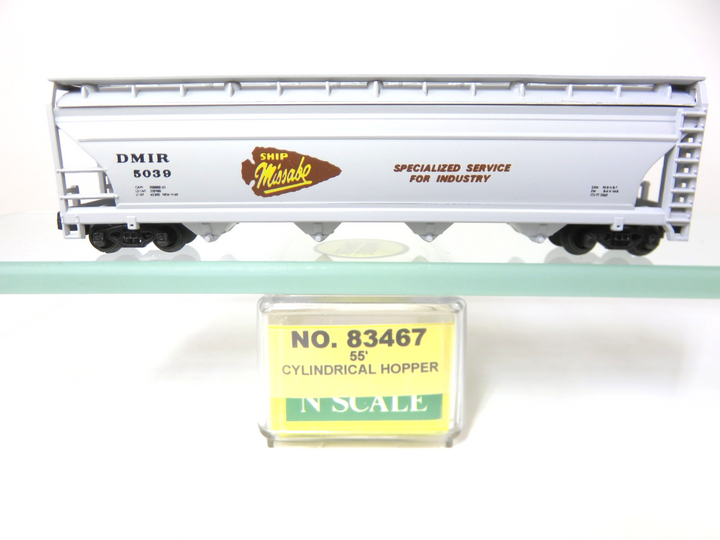 DMIR
5039
SHIP
Missabe
SPECIALIZED SERVICE
FOR INDUSTRY
NO. 83467
55'
CYLINDRICAL HOPPER
N SCALE